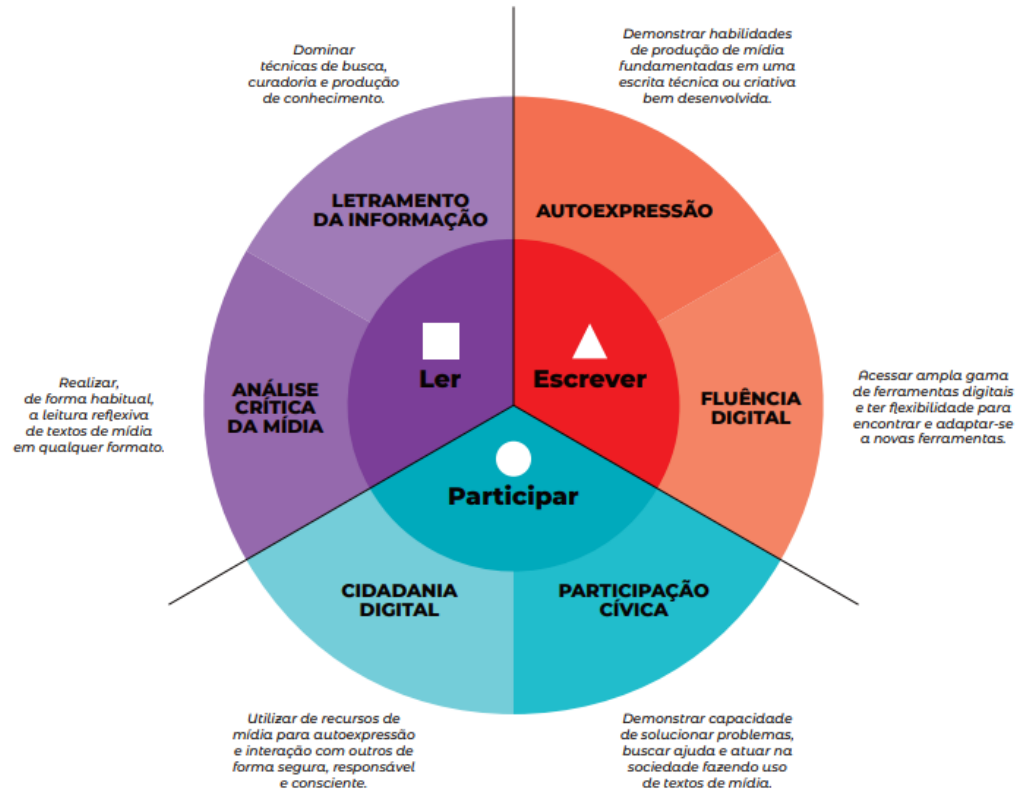 Dominar
técnicas de busca,
curadoria e produção
de conhecimento.
Demonstrar habilidades
de produção de mídia
fundamentadas em uma
escrita técnica ou criativa
bem desenvolvida.
LETRAMENTO
DA INFORMAÇÃO
AUTOEXPRESSÃO
Ler
Escrever
Realizar,
de forma habitual,
a leitura reflexiva
de textos de mídia
em qualquer formato.
ANÁLISE
CRÍTICA
DA MÍDIA
FLUÊNCIA
DIGITAL
Acessar ampla gama
de ferramentas digitais
e ter flexibilidade para
encontrar e adaptar-se
a novas ferramentas.
Participar
CIDADANIA
DIGITAL
PARTICIPAÇÃO
CÍVICA
Utilizar de recursos de
mídia para autoexpressão
e interação com outros de
forma segura, responsável
e consciente.
Demonstrar capacidade
de solucionar problemas,
buscar ajuda e atuar na
sociedade fazendo uso
de textos de mídia.